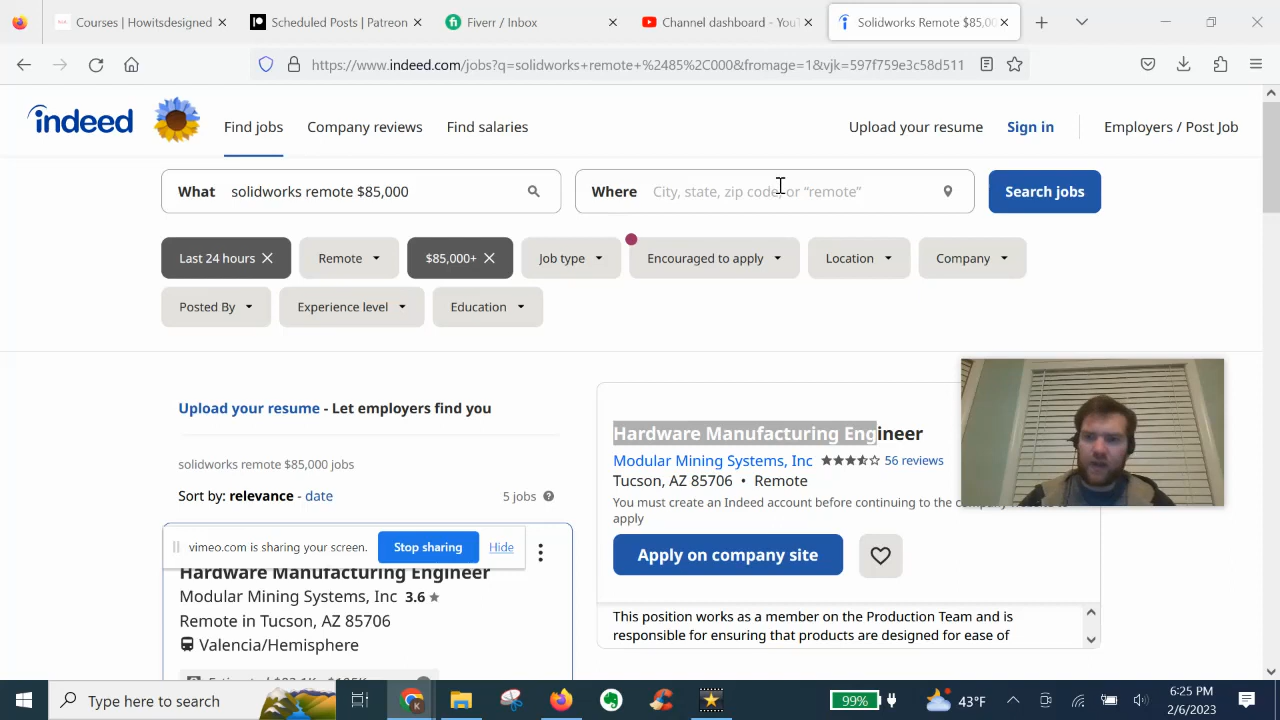 Courses | Howitsdesigned
Scheduled Posts | Patreon
Fiverr / Inbox
Channel dashboard - YouT
Solidworks Remote $85,00
https://www.indeed.com/jobs?q=solidworks+remote+%2485%2C000&fromage=1&vjk=597f759e3c58d511
indeed
Find jobs
Company reviews
Find salaries
Upload your resume
Sign in
Employers / Post Job
What solidworks remote $85,000
Where City, state, zip code, or “remote”
Search jobs
Last 24 hours
Remote
$85,000+
Job type
Encouraged to apply
Location
Company
Posted By
Experience level
Education
Upload your resume - Let employers find you
solidworks remote $85,000 jobs
Sort by: relevance - date
5 jobs
vimeo.com is sharing your screen.
Stop sharing
Hide
Hardware Manufacturing Engineer
Modular Mining Systems, Inc 3.6
Remote in Tucson, AZ 85706
Valencia/Hemisphere
Hardware Manufacturing Engineer
Modular Mining Systems, Inc
56 reviews
Tucson, AZ 85706 • Remote
You must create an Indeed account before continuing to the
apply
Apply on company site
This position works as a member on the Production Team and is
responsible for ensuring that products are designed for ease of
Type here to search
99%
43°F
6:25 PM
2/6/2023